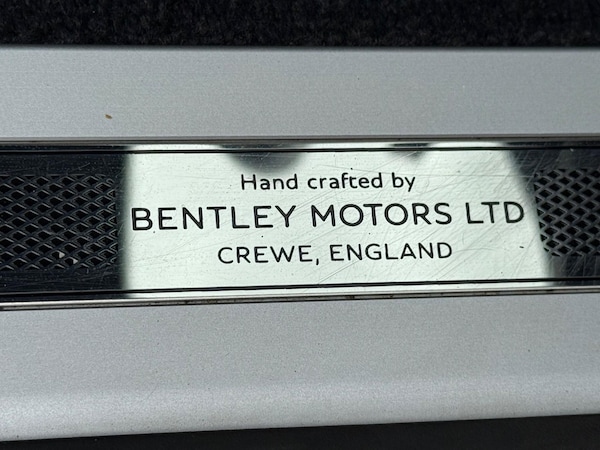 Hand crafted by
BENTLEY MOTORS LTD
CREWE, ENGLAND